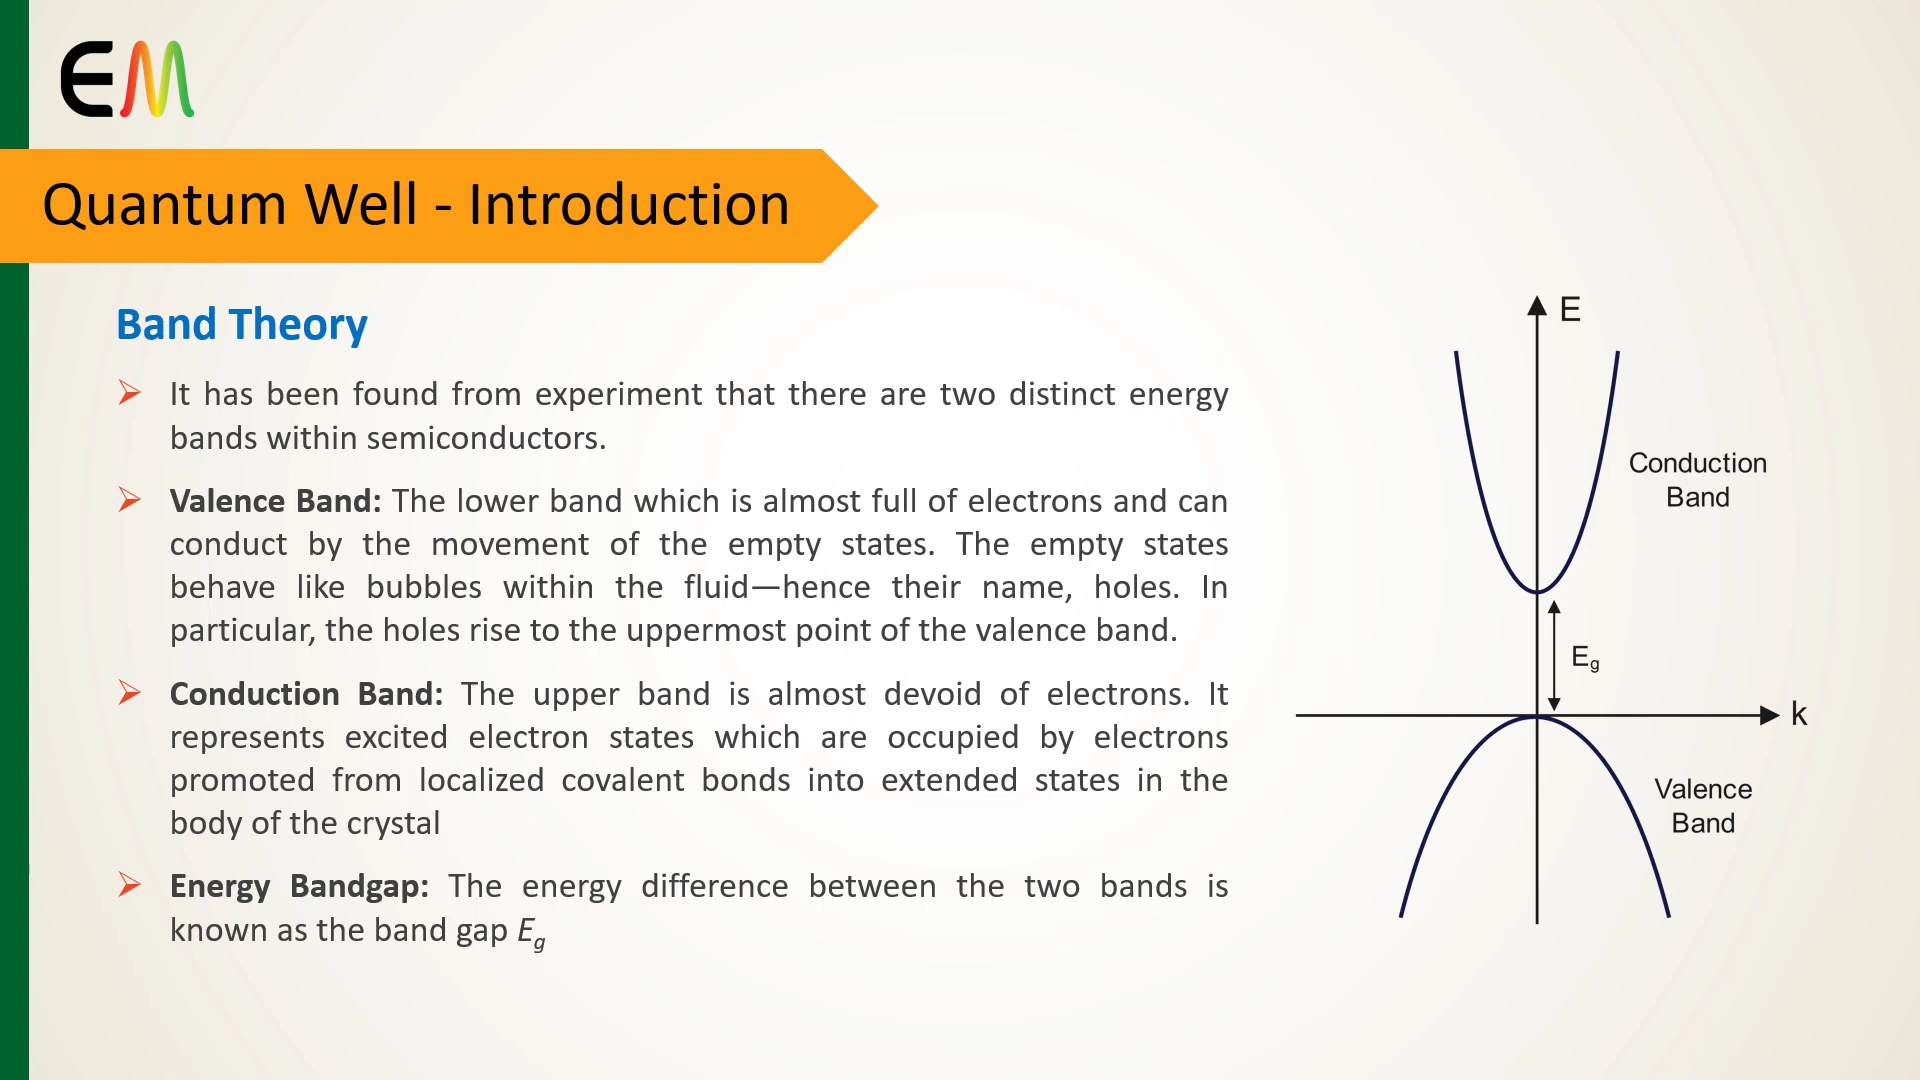 EM
Quantum Well - Introduction
Band Theory
It has been found from experiment that there are two distinct energy
bands within semiconductors.
Valence Band: The lower band which is almost full of electrons and can
conduct by the movement of the empty states. The empty states
behave like bubbles within the fluid—hence their name, holes. In
particular, the holes rise to the uppermost point of the valence band.
Conduction Band: The upper band is almost devoid of electrons. It
represents excited electron states which are occupied by electrons
promoted from localized covalent bonds into extended states in the
body of the crystal
Energy Bandgap: The energy difference between the two bands is
known as the band gap Eg
E
Conduction
Band
Eg
k
Valence
Band